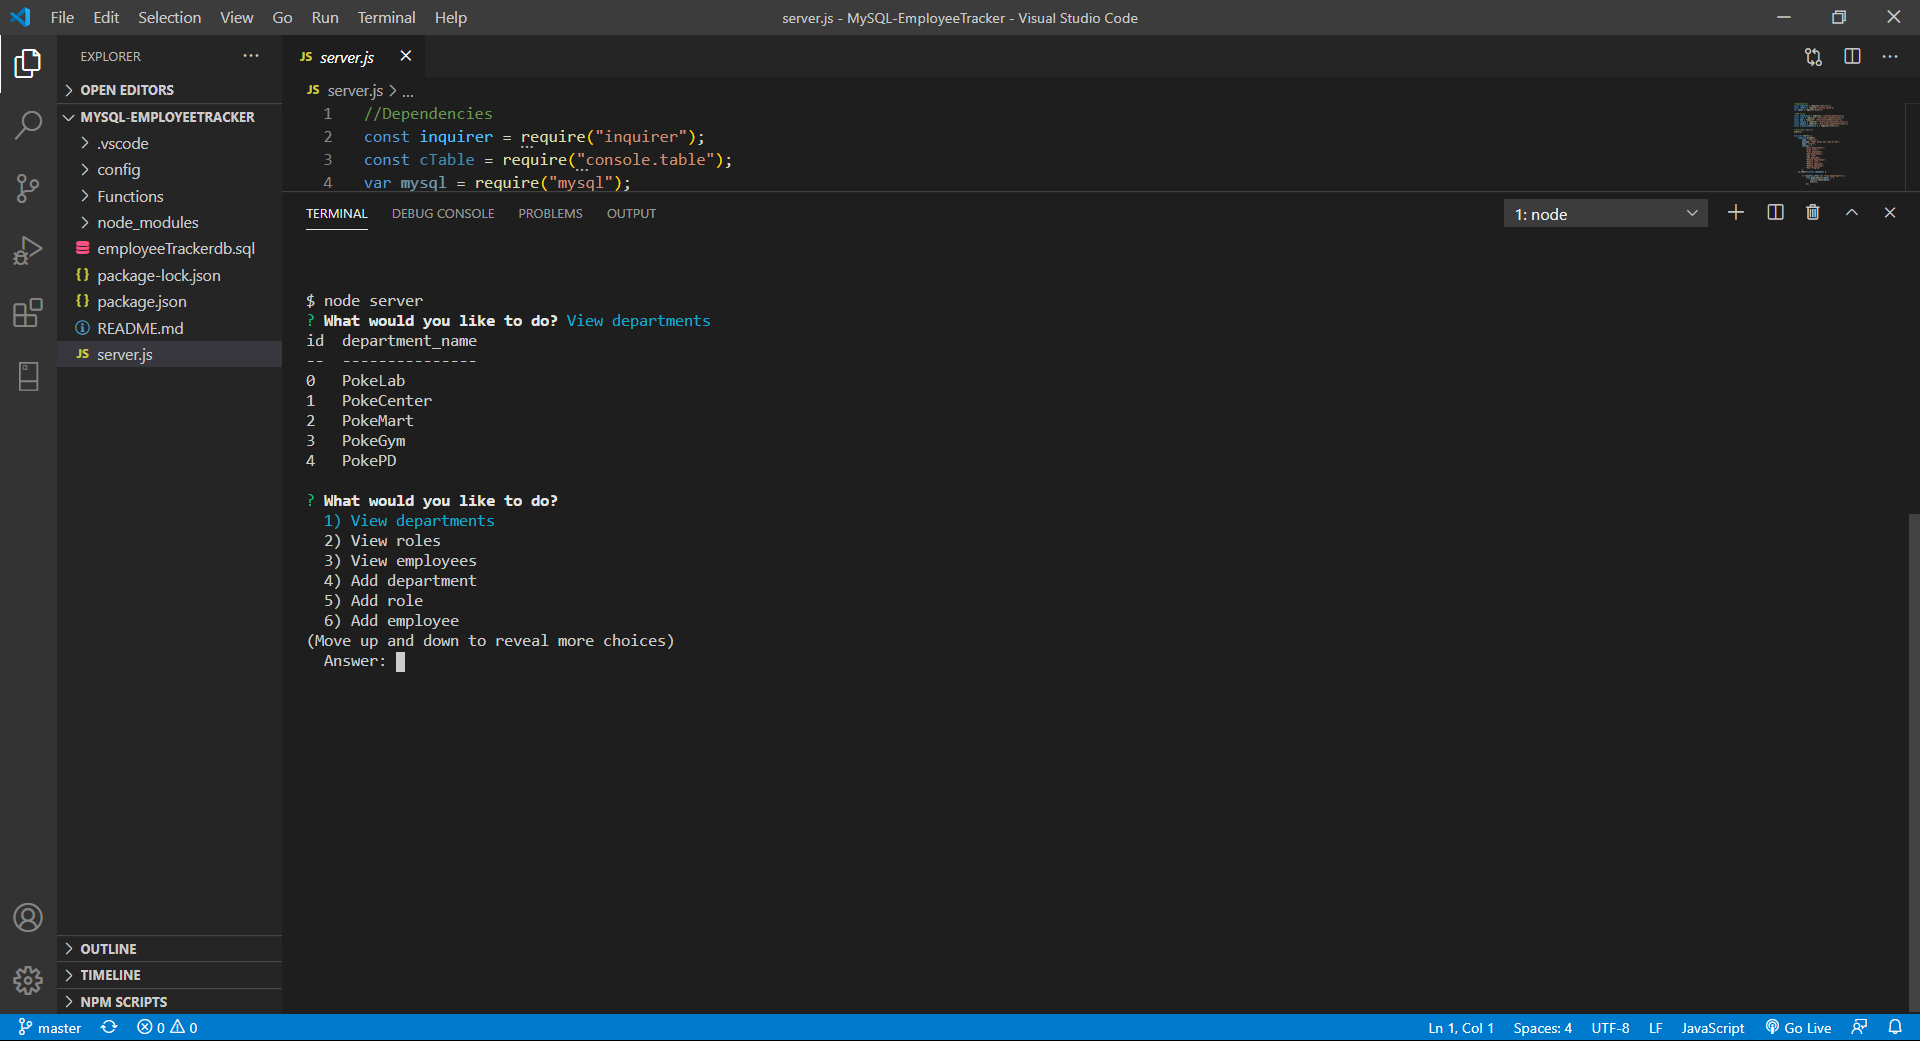 File Edit Selection View Go Run Terminal Help
server.js - MySQL-EmployeeTracker - Visual Studio Code
EXPLORER
OPEN EDITORS
MYSQL-EMPLOYEETRACKER
.vscode
config
Functions
node_modules
employeeTrackerdb.sql
package-lock.json
package.json
README.md
JS server.js
OUTLINE
TIMELINE
NPM SCRIPTS
JS server.js
JS server.js > ...
1 //Dependencies
2 const inquirer = require("inquirer");
3 const cTable = require("console.table");
4 var mysql = require("mysql");
TERMINAL DEBUG CONSOLE PROBLEMS OUTPUT
1: node
$ node server
? What would you like to do? View departments
id department_name
-- ---------------
0 PokeLab
1 PokeCenter
2 PokeMart
3 PokeGym
4 PokePD
? What would you like to do?
1) View departments
2) View roles
3) View employees
4) Add department
5) Add role
6) Add employee
(Move up and down to reveal more choices)
Answer:
master 0 0
Ln 1, Col 1 Spaces: 4 UTF-8 LF JavaScript Go Live